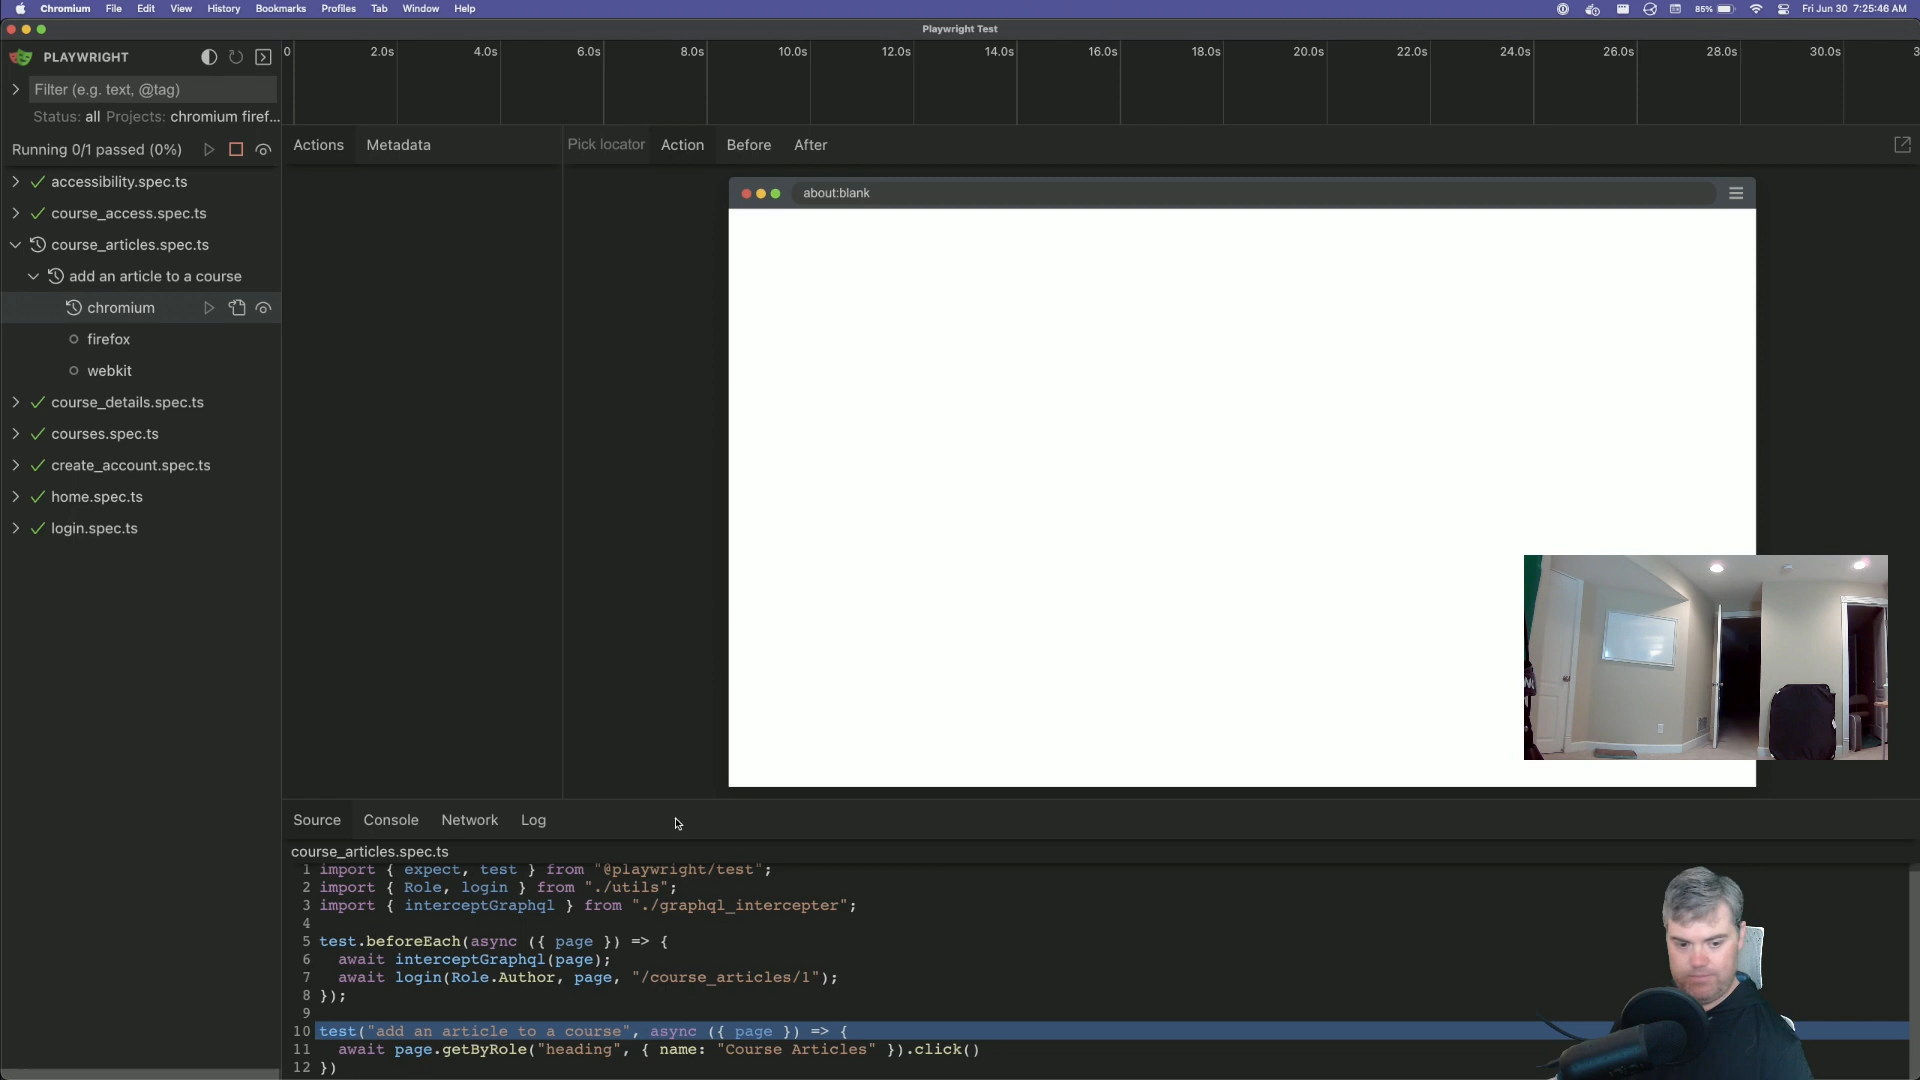 Chromium File Edit View History Bookmarks Profiles Tab Window Help 85% Fri Jun 30 7:25:46 AM
Playwright Test
PLAYWRIGHT
0 2.0s 4.0s 6.0s 8.0s 10.0s 12.0s 14.0s 16.0s 18.0s 20.0s 22.0s 24.0s 26.0s 28.0s 30.0s 3
Filter (e.g. text, @tag)
Status: all Projects: chromium firef...
Running 0/1 passed (0%)
Actions Metadata Pick locator Action Before After
about:blank
accessibility.spec.ts
course_access.spec.ts
course_articles.spec.ts
add an article to a course
chromium
firefox
webkit
course_details.spec.ts
courses.spec.ts
create_account.spec.ts
home.spec.ts
login.spec.ts
Source Console Network Log
course_articles.spec.ts
1 import { expect, test } from "@playwright/test";
2 import { Role, login } from "./utils";
3 import { interceptGraphql } from "./graphql_intercepter";
4
5 test.beforeEach(async ({ page }) => {
6 await interceptGraphql(page);
7 await login(Role.Author, page, "/course_articles/1");
8 });
9
10 test("add an article to a course", async ({ page }) => {
11 await page.getByRole("heading", { name: "Course Articles" }).click()
12 })